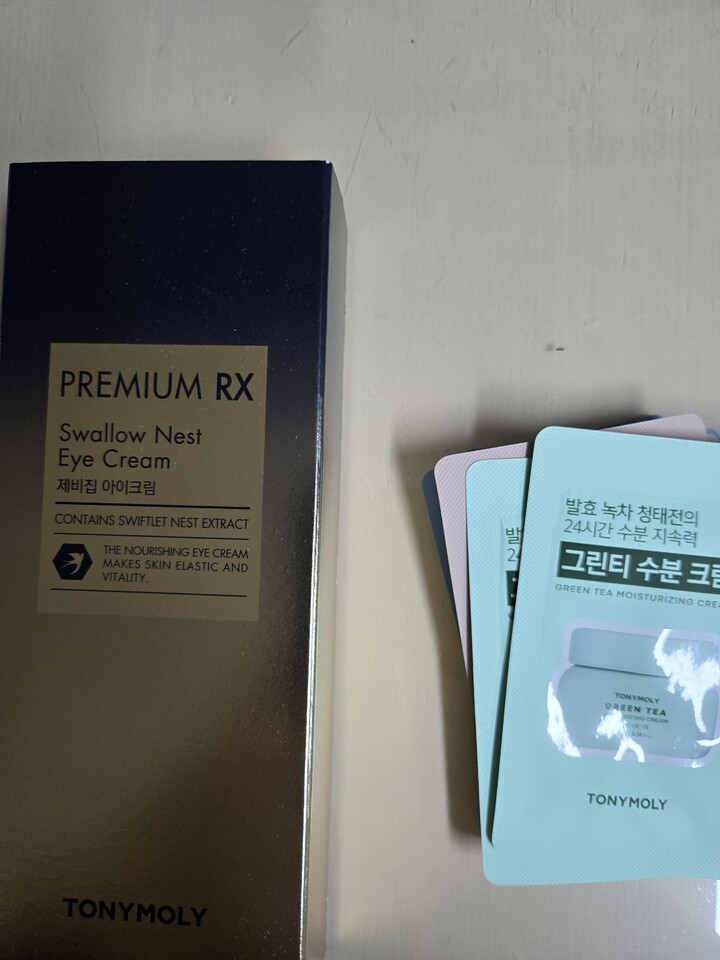 PREMIUM RX
Swallow Nest
Eye Cream
제비집 아이크림
CONTAINS SWIFTLET NEST EXTRACT
THE NOURISHING EYE CREAM
MAKES SKIN ELASTIC AND
VITALITY.
TONYMOLY
발
24
발효 녹차 청태전의
24시간 수분 지속력
그린티 수분 크림
GREEN TEA MOISTURIZING CREA
TONYMOLY
GREEN TEA
CREAM
TONYMOLY